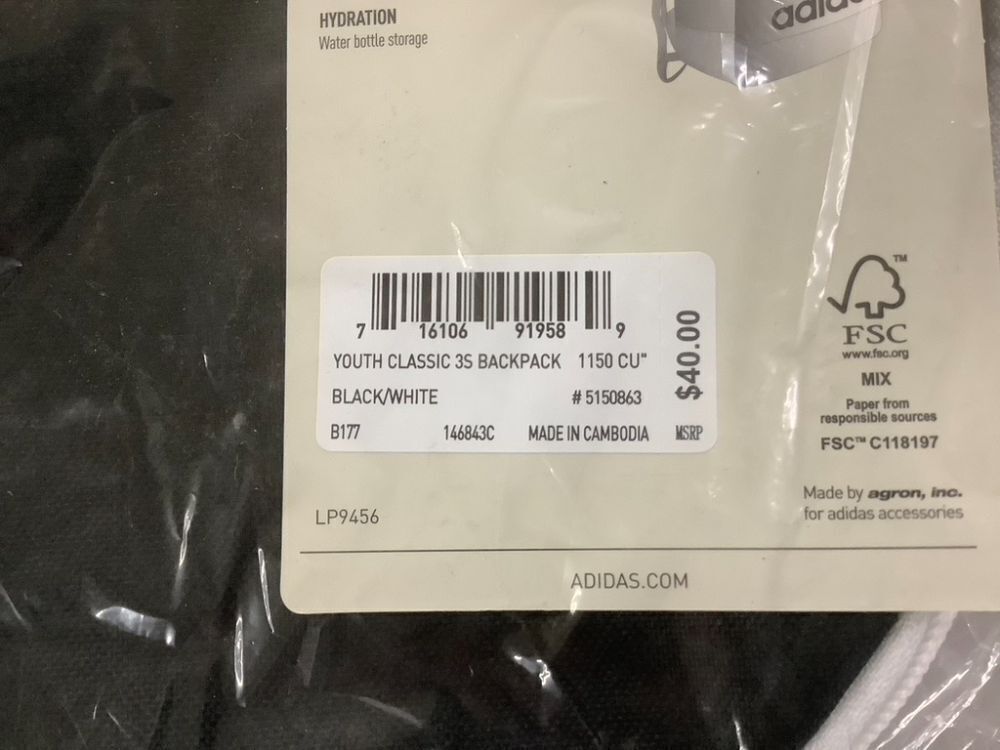 HYDRATION
Water bottle storage
adidas
7 16106 91958 9
YOUTH CLASSIC 3S BACKPACK 1150 CU"
BLACK/WHITE # 5150863
B177 146843C MADE IN CAMBODIA
$40.00
MSRP
FSC
TM
www.fsc.org
MIX
Paper from
responsible sources
FSC™ C118197
Made by agron, inc.
for adidas accessories
LP9456
ADIDAS.COM